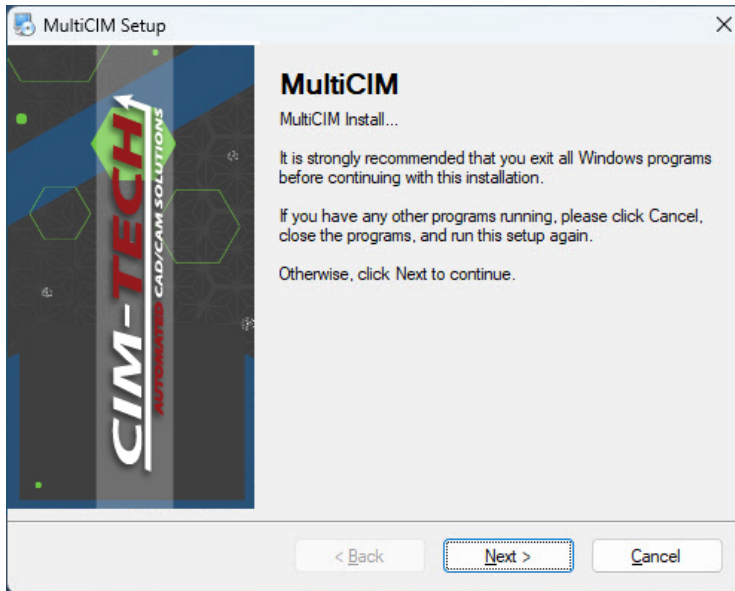 MultiCIM Setup
MultiCIM
MultiCIM Install...
It is strongly recommended that you exit all Windows programs
before continuing with this installation.
If you have any other programs running, please click Cancel,
close the programs, and run this setup again.
Otherwise, click Next to continue.
CIM-TECH
AUTOMATED CAD/CAM SOLUTIONS
< Back
Next >
Cancel